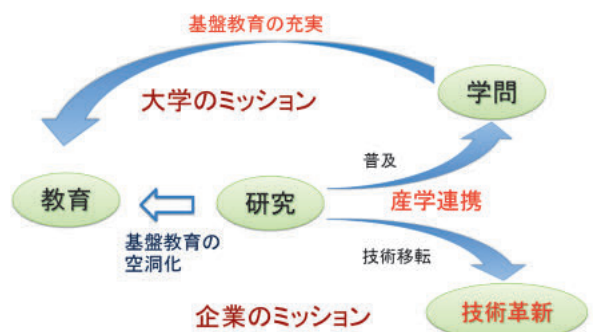 基盤教育の充実
大学のミッション
学問
普及
教育
研究
産学連携
基盤教育の
空洞化
技術移転
企業のミッション
技術革新